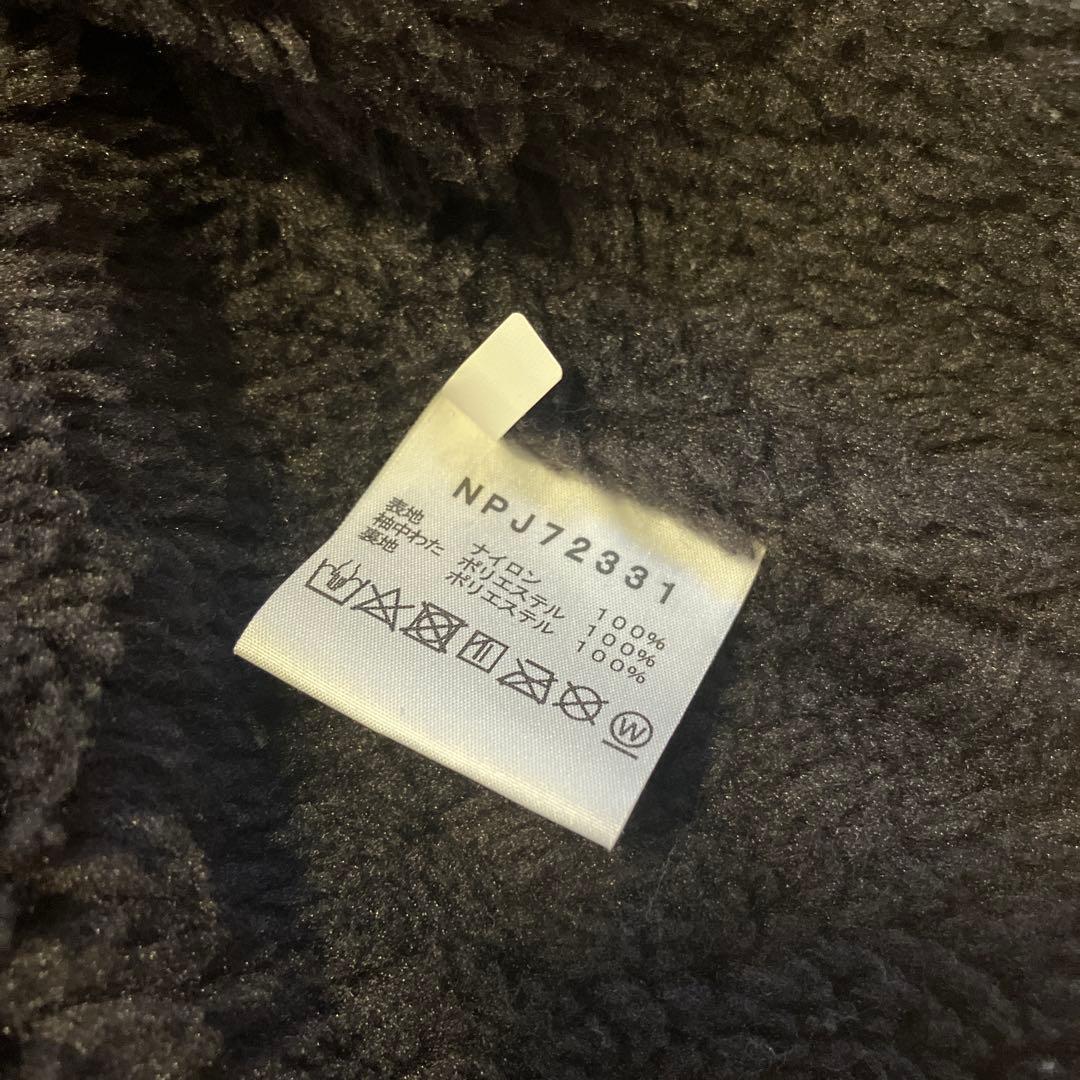 NPJ72331
表地 ナイロン 100%
袖中わた ポリエステル 100%
裏地 ポリエステル 100%
W